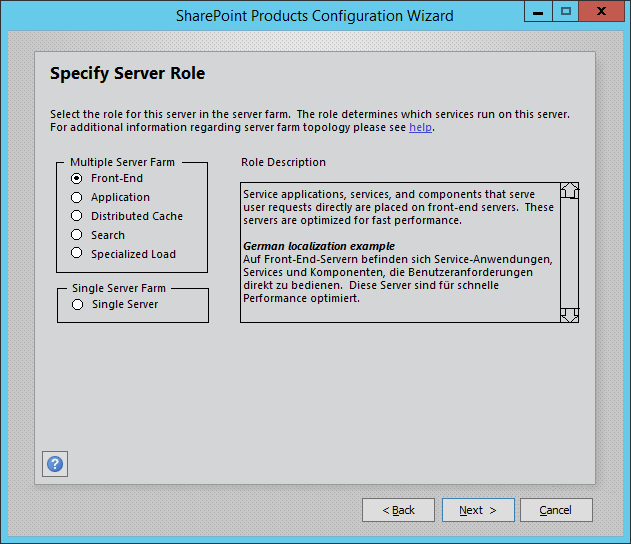 SharePoint Products Configuration Wizard
Specify Server Role
Select the role for this server in the server farm. The role determines which services run on this server.
For additional information regarding server farm topology please see help.
Multiple Server Farm
Front-End
Application
Distributed Cache
Search
Specialized Load
Single Server Farm
Single Server
Role Description
Service applications, services, and components that serve
user requests directly are placed on front-end servers. These
servers are optimized for fast performance.
German localization example
Auf Front-End-Servern befinden sich Service-Anwendungen,
Services und Komponenten, die Benutzeranforderungen
direkt zu bedienen. Diese Server sind für schnelle
Performance optimiert.
?
< Back
Next >
Cancel